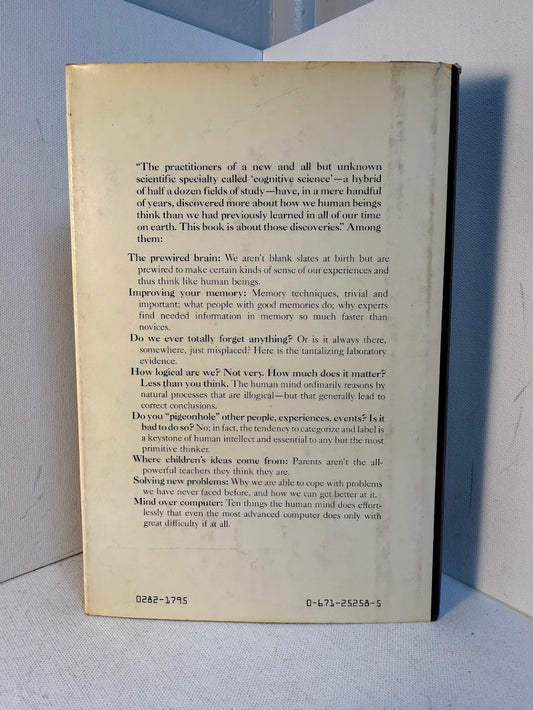 “The practitioners of a new and all but unknown
scientific specialty called ‘cognitive science’—a hybrid
of half a dozen fields of study—have, in a mere handful
of years, discovered more about how we human beings
think than we had previously learned in all of our time
on earth. This book is about those discoveries.” Among
them:
The prewired brain: We aren't blank slates at birth but are
prewired to make certain kinds of sense of our experiences and
thus think like human beings.
Improving your memory: Memory techniques, trivial and
important; what people with good memories do; why experts
find needed information in memory so much faster than
novices.
Do we ever totally forget anything? Or is it always there,
somewhere, just misplaced? Here is the tantalizing laboratory
evidence.
How logical are we? Not very. How much does it matter?
Less than you think. The human mind ordinarily reasons by
natural processes that are illogical—but that generally lead to
correct conclusions.
Do you “pigeonhole” other people, experiences, events? Is it
bad to do so? No; in fact, the tendency to categorize and label is
a keystone of human intellect and essential to any but the most
primitive thinker.
Where children's ideas come from: Parents aren't the all-
powerful teachers they think they are.
Solving new problems: Why we are able to cope with problems
we have never faced before, and how we can get better at it.
Mind over computer: Ten things the human mind does effort-
lessly that even the most advanced computer does only with
great difficulty if at all.
0282-1795
0-671-25258-5